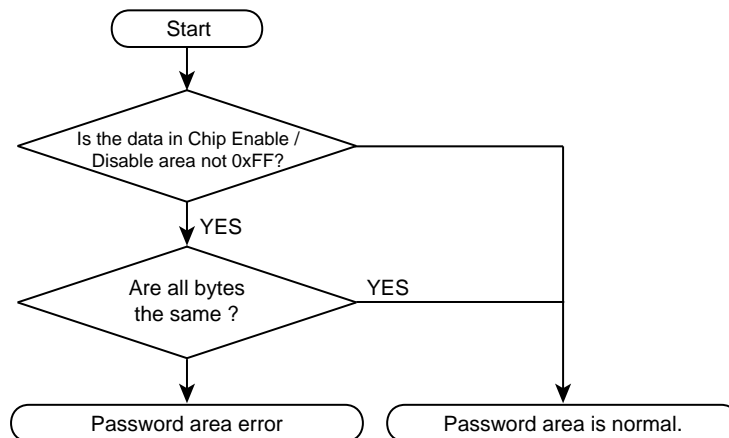 Start
Is the data in Chip Enable /
Disable area not 0xFF?
YES
Are all bytes
the same ?
YES
Password area error
Password area is normal.